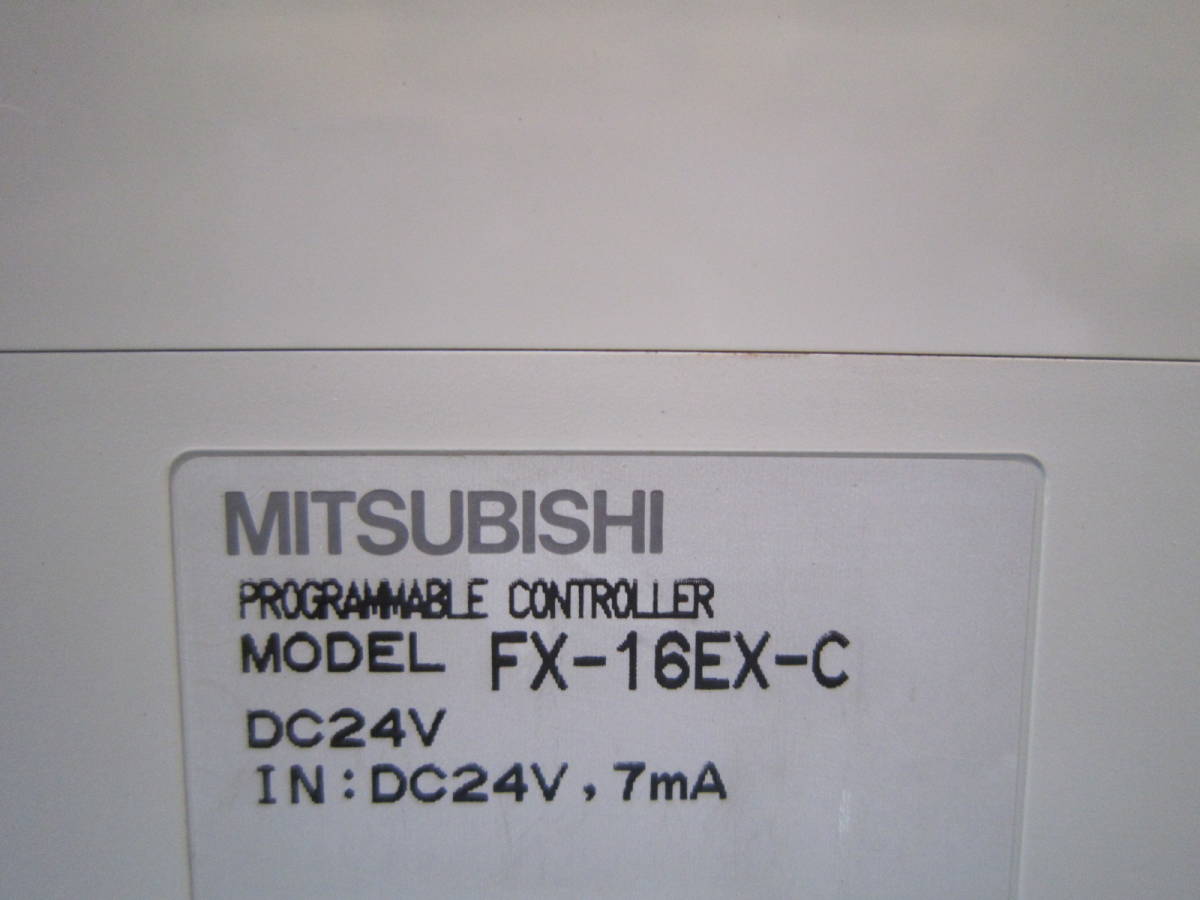 MITSUBISHI
PROGRAMMABLE CONTROLLER
MODEL FX-16EX-C
DC24V
IN:DC24V,7mA